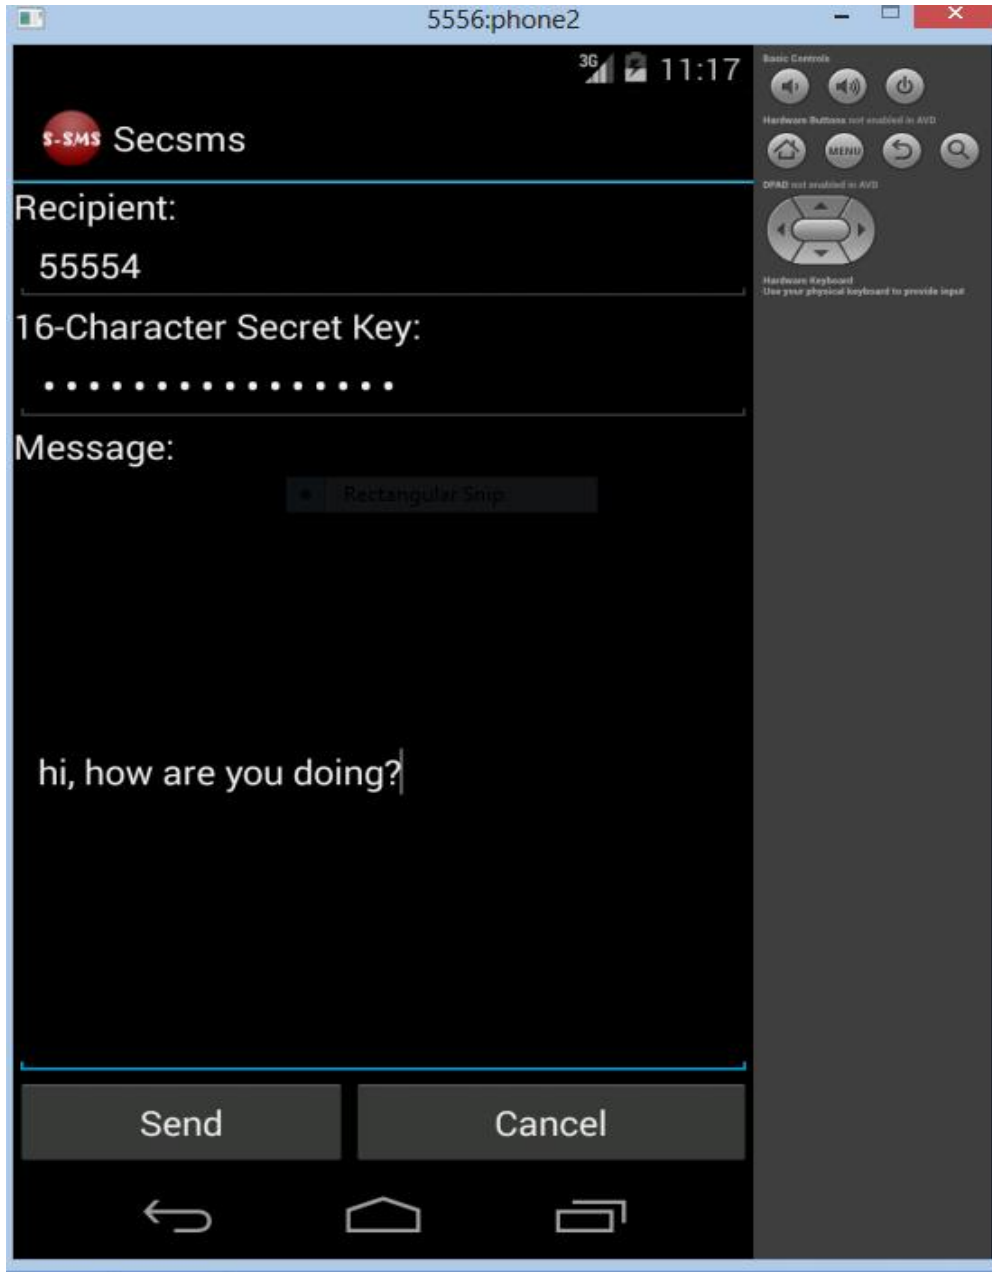 5556:phone2
3G 11:17
S-SMS Secsms
Recipient:
55554
16-Character Secret Key:
••••••••••••••••
Message:
Rectangular Snip
hi, how are you doing?
Send Cancel
Basic Controls
Hardware Buttons not enabled in AVD
MENU
DPAD not enabled in AVD
Hardware Keyboard
Use your physical keyboard to provide input